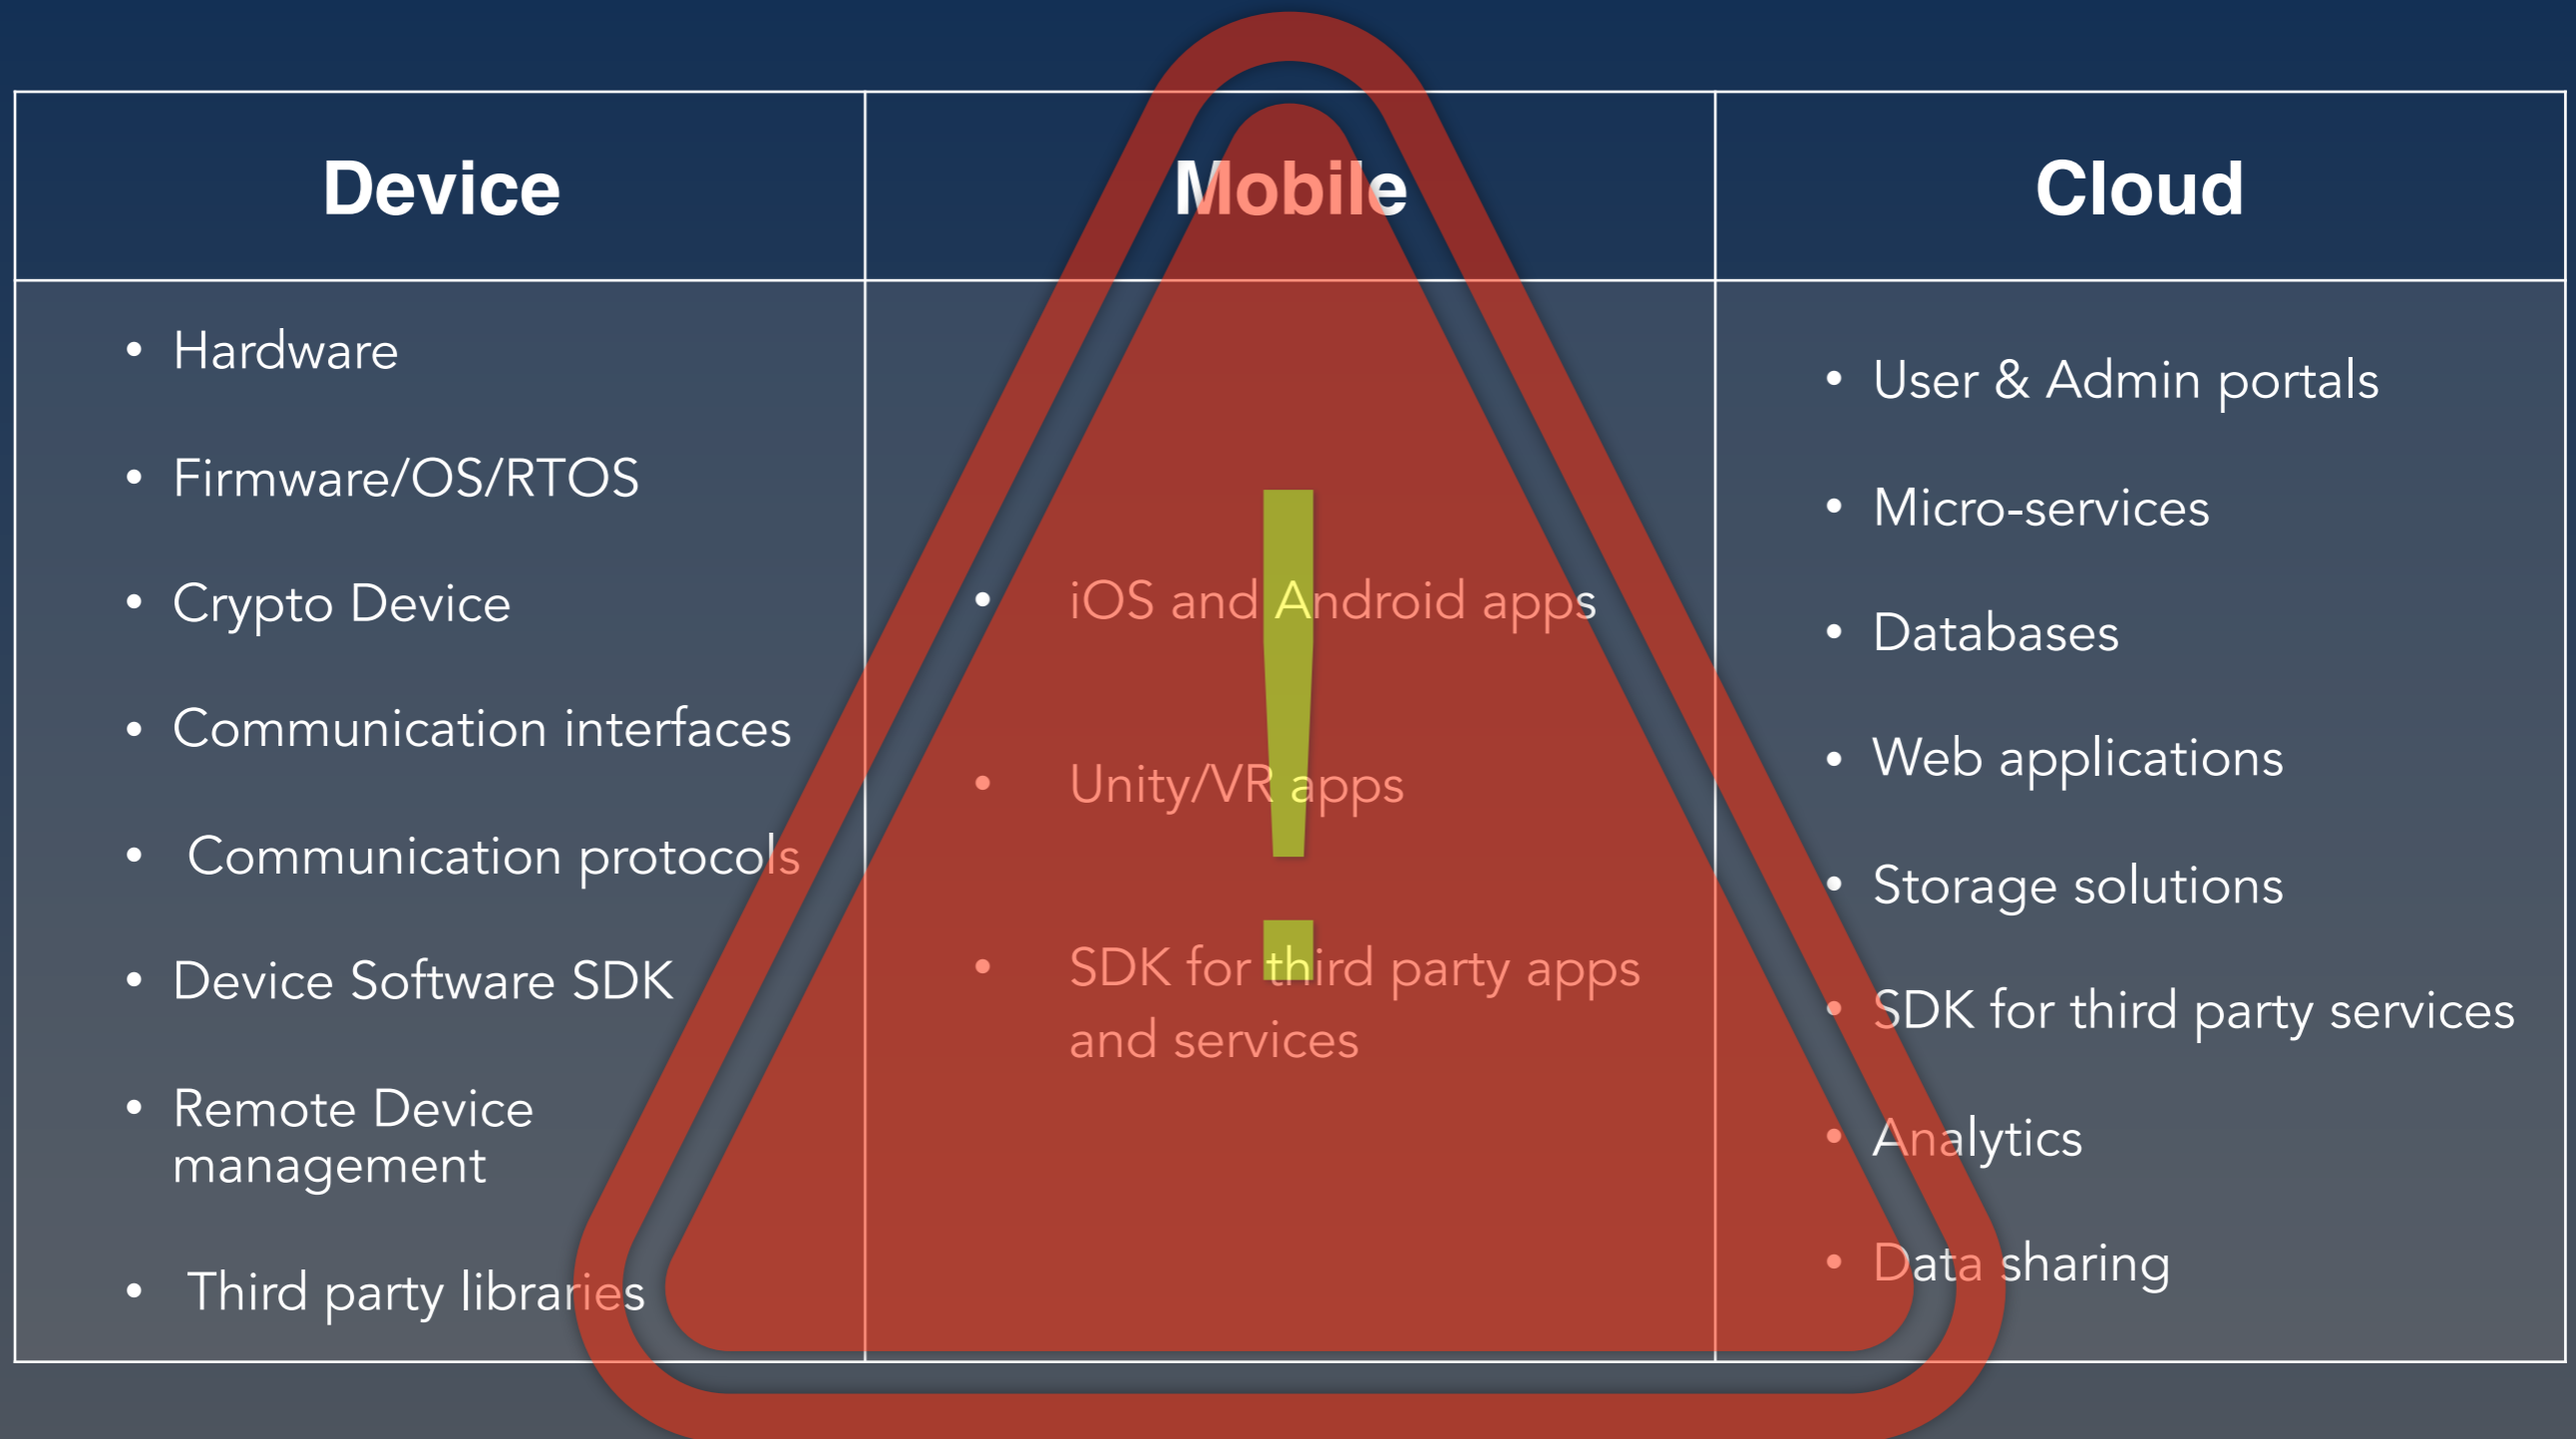 Device
Mobile
Cloud
• Hardware
• Firmware/OS/RTOS
• Crypto Device
• Communication interfaces
• Communication protocols
• Device Software SDK
• Remote Device
management
• Third party libraries
• iOS and Android apps
• Unity/VR apps
• SDK for third party apps
and services
!
• User & Admin portals
• Micro-services
• Databases
• Web applications
• Storage solutions
• SDK for third party services
• Analytics
• Data sharing